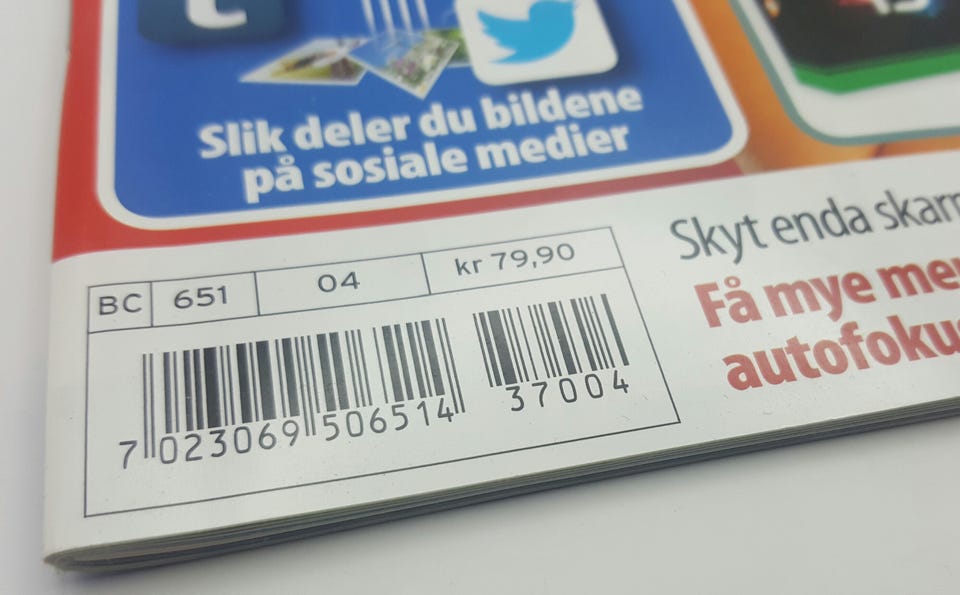 Slik deler du bildene
på sosiale medier
BC 651 04 kr 79,90
7 023069 506514 37004
Skyt enda
Få mye